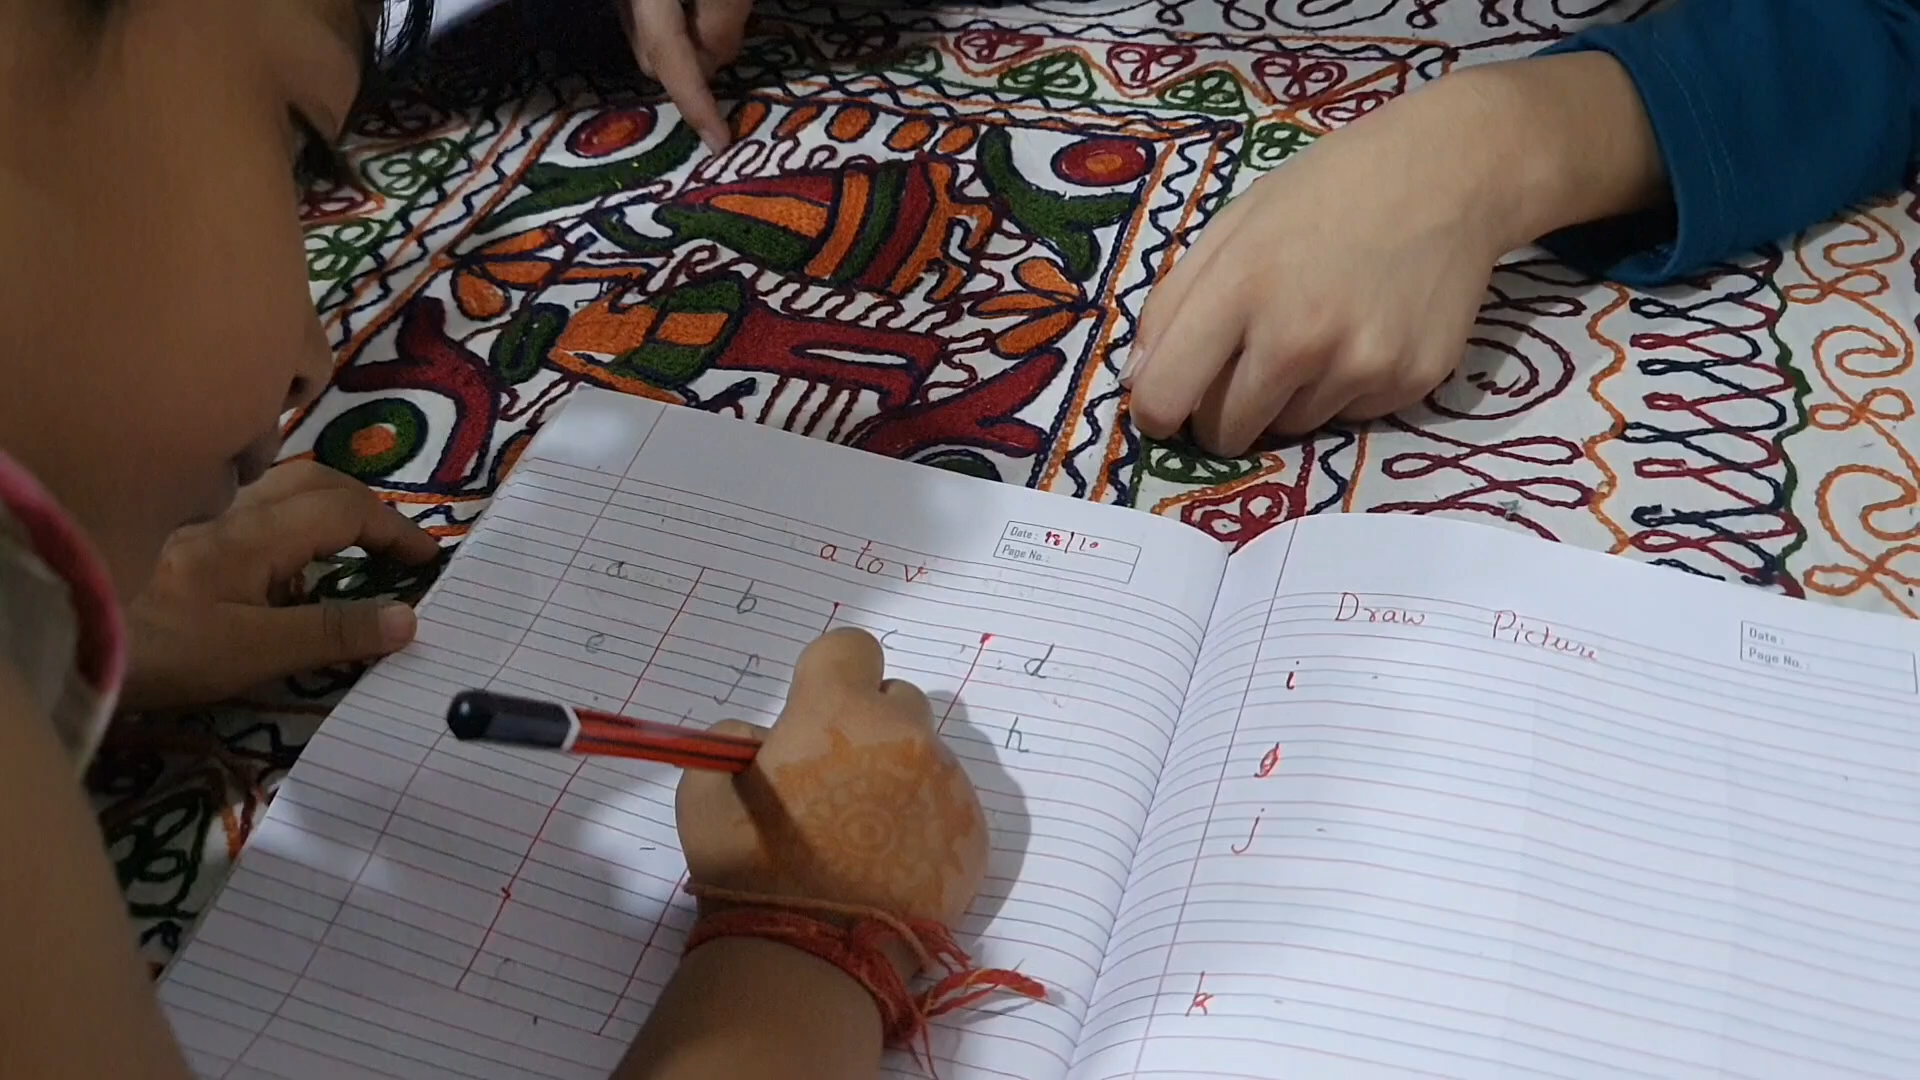 Date: 18/10
Page No.:
a to v
a b c d
e f h
Date:
Page No.:
Draw Picture
i
j
k